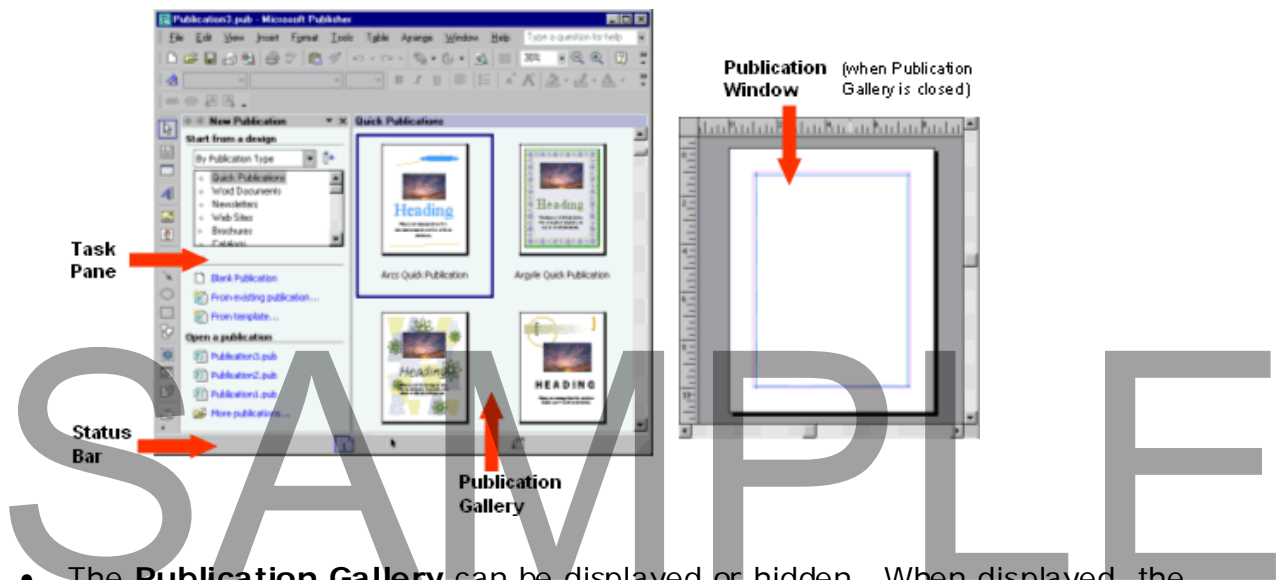 Publication3.pub - Microsoft Publisher
File Edit View Insert Format Tools Table Arrange Window Help Type a question for help
30%
New Publication
Quick Publications
Start from a design
By Publication Type
Quick Publications
Word Documents
Newsletters
Web Sites
Brochures
Catalogs
Blank Publication
From existing publication...
From template...
Open a publication
Publication3.pub
Publication2.pub
Publication1.pub
More publications...
Heading
Arcs Quick Publication
Heading
Argyle Quick Publication
Heading
HEADING
Task
Pane
Status
Bar
Publication
Gallery
Publication (when Publication
Window Gallery is closed)
SAMPLE
• The Publication Gallery can be displayed or hidden. When displayed, the